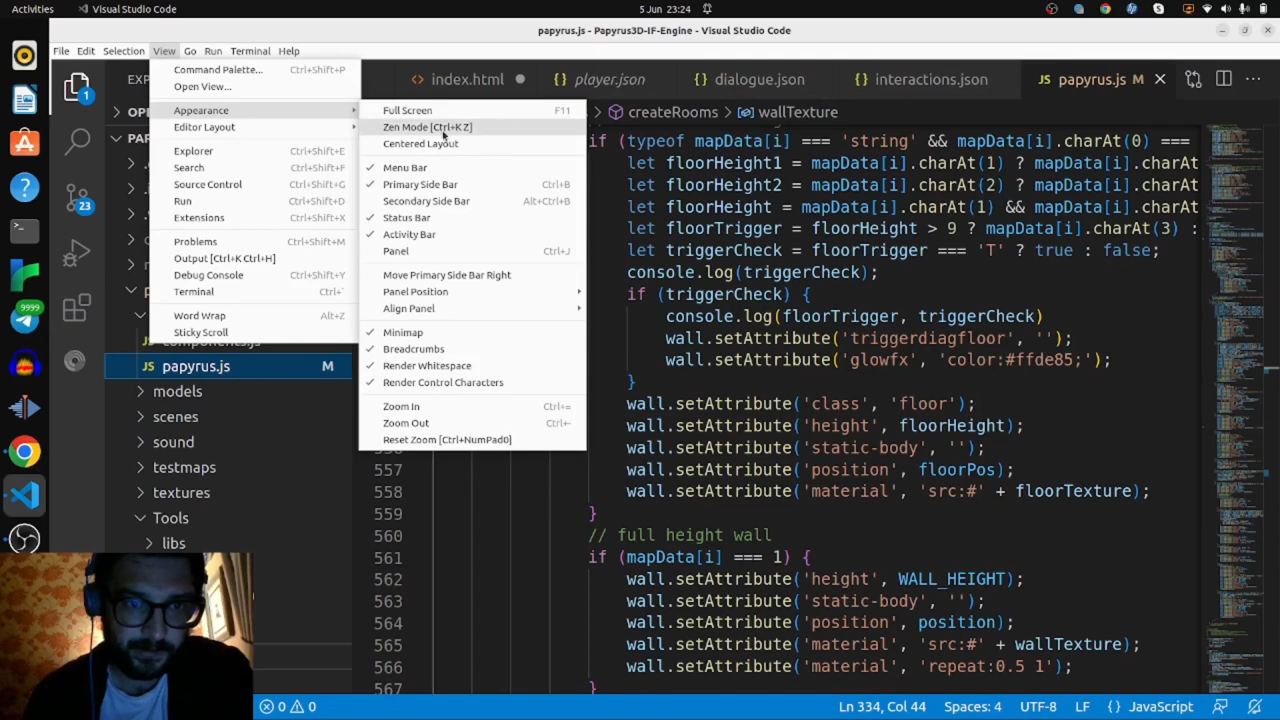 Activities
Visual Studio Code
5 Jun 23:24
papyrus.js - Papyrus3D-IF-Engine - Visual Studio Code
File Edit Selection View Go Run Terminal Help
1
23
9999
EXP
OP
PAR
index.html
player.json
dialogue.json
interactions.json
JS papyrus.js M
createRooms
wallTexture
Command Palette... Ctrl+Shift+P
Open View...
Appearance
Editor Layout
Explorer Ctrl+Shift+E
Search Ctrl+Shift+F
Source Control Ctrl+Shift+G
Run Ctrl+Shift+D
Extensions Ctrl+Shift+X
Problems Ctrl+Shift+M
Output [Ctrl+K Ctrl+H]
Debug Console Ctrl+Shift+Y
Terminal Ctrl+`
Word Wrap Alt+Z
Sticky Scroll
Full Screen F11
Zen Mode [Ctrl+K Z]
Centered Layout
Menu Bar
Primary Side Bar Ctrl+B
Secondary Side Bar Alt+Ctrl+B
Status Bar
Activity Bar
Panel Ctrl+J
Move Primary Side Bar Right
Panel Position
Align Panel
Minimap
Breadcrumbs
Render Whitespace
Render Control Characters
Zoom In Ctrl+=
Zoom Out Ctrl+-
Reset Zoom [Ctrl+NumPad0]
components.js
JS papyrus.js M
models
scenes
sound
testmaps
textures
Tools
libs
if (typeof mapData[i] === 'string' && mapData[i].charAt(0) ===
let floorHeight1 = mapData[i].charAt(1) ? mapData[i].charAt
let floorHeight2 = mapData[i].charAt(2) ? mapData[i].charAt
let floorHeight = mapData[i].charAt(1) && mapData[i].charAt
let floorTrigger = floorHeight > 9 ? mapData[i].charAt(3) :
let triggerCheck = floorTrigger === 'T' ? true : false;
console.log(triggerCheck);
if (triggerCheck) {
console.log(floorTrigger, triggerCheck)
wall.setAttribute('triggerdiagfloor', '');
wall.setAttribute('glowfx', 'color:#ffde85;');
}
wall.setAttribute('class', 'floor');
wall.setAttribute('height', floorHeight);
556 wall.setAttribute('static-body', '');
557 wall.setAttribute('position', floorPos);
558 wall.setAttribute('material', 'src:#' + floorTexture);
559 }
560 // full height wall
561 if (mapData[i] === 1) {
562 wall.setAttribute('height', WALL_HEIGHT);
563 wall.setAttribute('static-body', '');
564 wall.setAttribute('position', position);
565 wall.setAttribute('material', 'src:#' + wallTexture);
566 wall.setAttribute('material', 'repeat:0.5 1');
567 }
0 0
Ln 334, Col 44 Spaces: 4 UTF-8 LF {} JavaScript